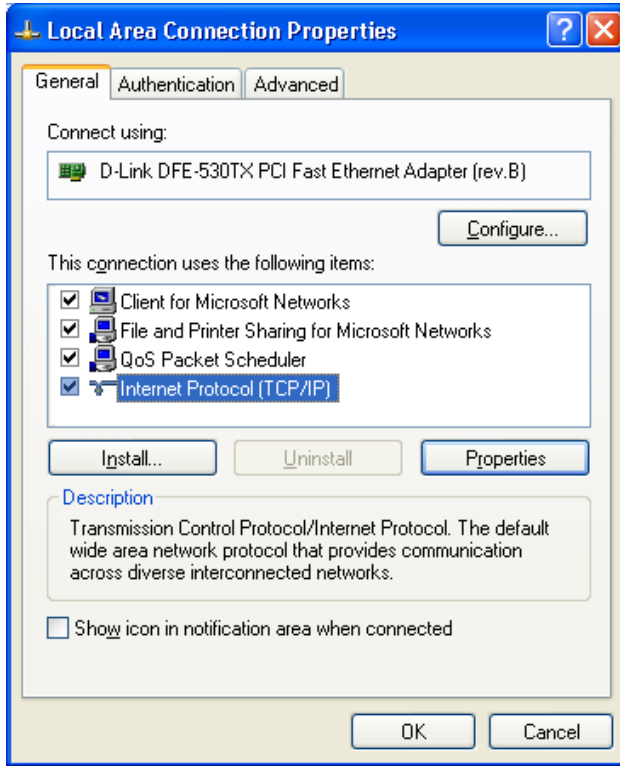 Local Area Connection Properties
General Authentication Advanced
Connect using:
D-Link DFE-530TX PCI Fast Ethernet Adapter (rev.B)
Configure...
This connection uses the following items:
Client for Microsoft Networks
File and Printer Sharing for Microsoft Networks
QoS Packet Scheduler
Internet Protocol (TCP/IP)
Install... Uninstall Properties
Description
Transmission Control Protocol/Internet Protocol. The default
wide area network protocol that provides communication
across diverse interconnected networks.
Show icon in notification area when connected
OK Cancel